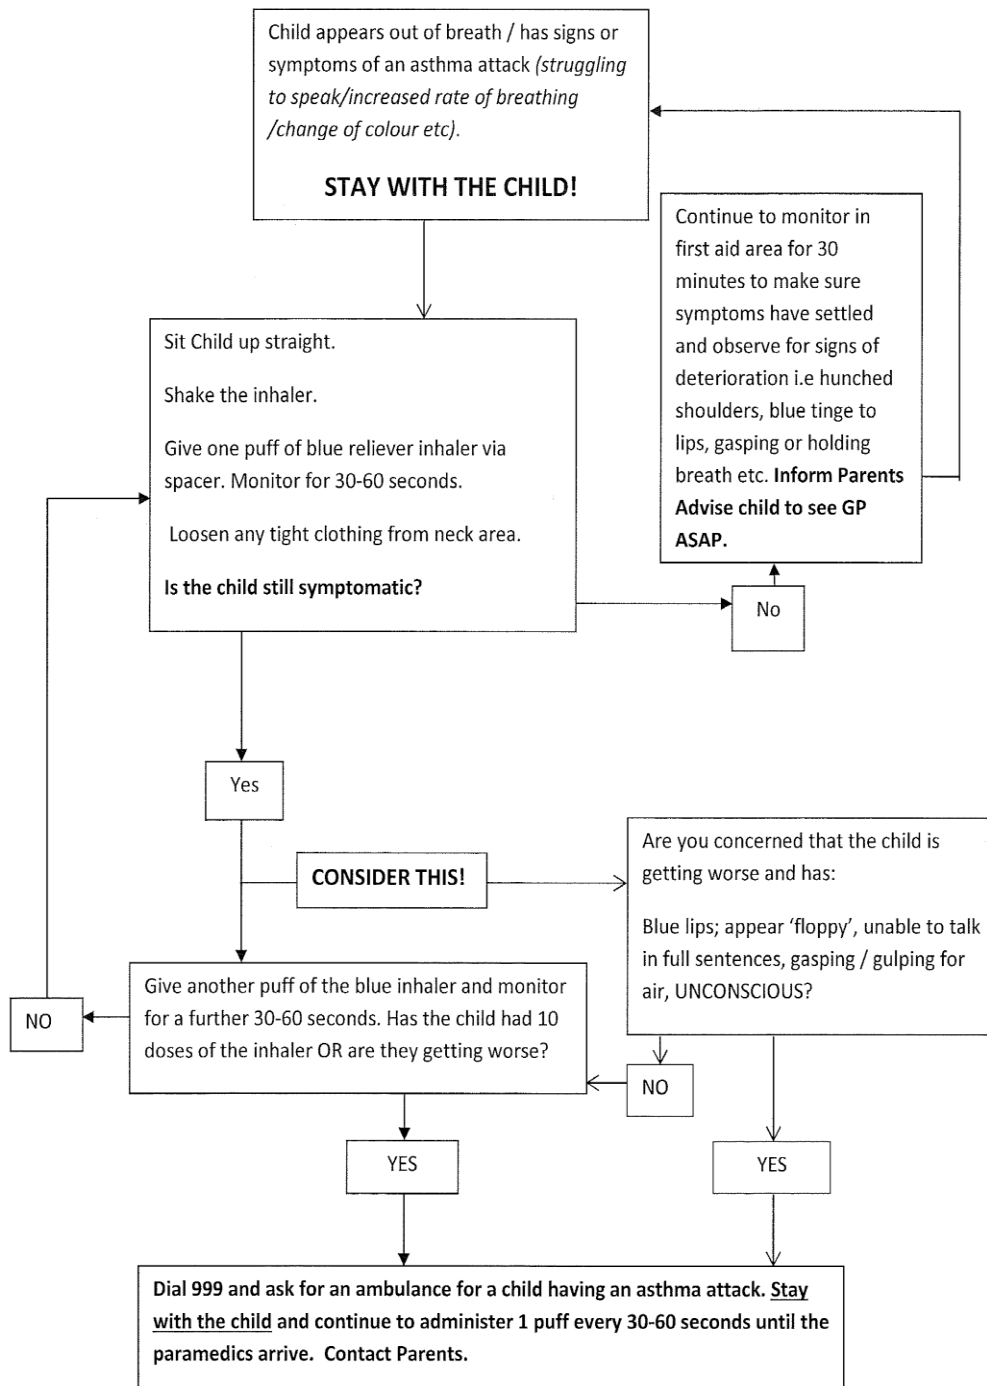 Child appears out of breath / has signs or
symptoms of an asthma attack (struggling
to speak/increased rate of breathing
/change of colour etc).
STAY WITH THE CHILD!
Continue to monitor in
first aid area for 30
minutes to make sure
symptoms have settled
and observe for signs of
deterioration i.e hunched
shoulders, blue tinge to
lips, gasping or holding
breath etc. Inform Parents
Advise child to see GP
ASAP.
Sit Child up straight.
Shake the inhaler.
Give one puff of blue reliever inhaler via
spacer. Monitor for 30-60 seconds.
Loosen any tight clothing from neck area.
Is the child still symptomatic?
No
Yes
CONSIDER THIS!
Are you concerned that the child is
getting worse and has:
Blue lips; appear ‘floppy’, unable to talk
in full sentences, gasping / gulping for
air, UNCONSCIOUS?
Give another puff of the blue inhaler and monitor
for a further 30-60 seconds. Has the child had 10
doses of the inhaler OR are they getting worse?
NO
NO
YES
YES
Dial 999 and ask for an ambulance for a child having an asthma attack. Stay
with the child and continue to administer 1 puff every 30-60 seconds until the
paramedics arrive.  Contact Parents.